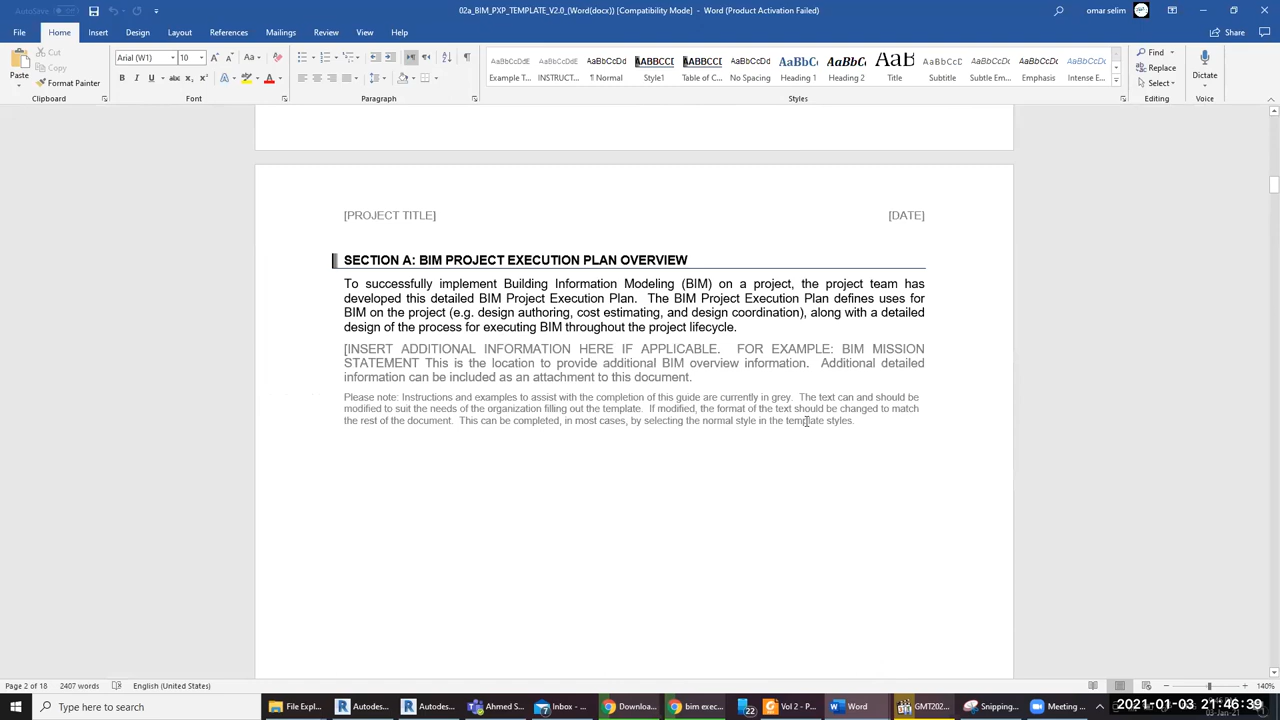 AutoSave Off
02a_BIM_PXP_TEMPLATE_V2.0_(Word(docx)) [Compatibility Mode] - Word (Product Activation Failed)
omar selim
File Home Insert Design Layout References Mailings Review View Help
Share
Paste
Cut
Copy
Format Painter
Clipboard
Arial (W1) 10
Font
Paragraph
AaBbCcDdE AaBbCcDdE AaBbCcDd AABBCCI AABBCCI AaBbCcDd AaBbC AaBbC AaB AaBbCcD AaBbCcDd AaBbCcDd AaBbCcDd
Example T... INSTRUCT... ¶ Normal Style1 Table of C... No Spacing Heading 1 Heading 2 Title Subtitle Subtle Em... Emphasis Intense E...
Styles
Find
Replace
Select
Editing
Dictate
Voice
[PROJECT TITLE] [DATE]
SECTION A: BIM PROJECT EXECUTION PLAN OVERVIEW
To successfully implement Building Information Modeling (BIM) on a project, the project team has
developed this detailed BIM Project Execution Plan. The BIM Project Execution Plan defines uses for
BIM on the project (e.g. design authoring, cost estimating, and design coordination), along with a detailed
design of the process for executing BIM throughout the project lifecycle.
[INSERT ADDITIONAL INFORMATION HERE IF APPLICABLE. FOR EXAMPLE: BIM MISSION
STATEMENT This is the location to provide additional BIM overview information. Additional detailed
information can be included as an attachment to this document.
Please note: Instructions and examples to assist with the completion of this guide are currently in grey. The text can and should be
modified to suit the needs of the organization filling out the template. If modified, the format of the text should be changed to match
the rest of the document. This can be completed, in most cases, by selecting the normal style in the template styles.
Page 2 of 18 2407 words English (United States) 140%
Type here to search
File Expl... Autodes... Autodes... Ahmed S... Inbox - ... Downloa... bim exec... 22 Vol 2 - P... Word GMT202... Snipping... Meeting ...
2021-01-03 21:46:39
03-Jan-21